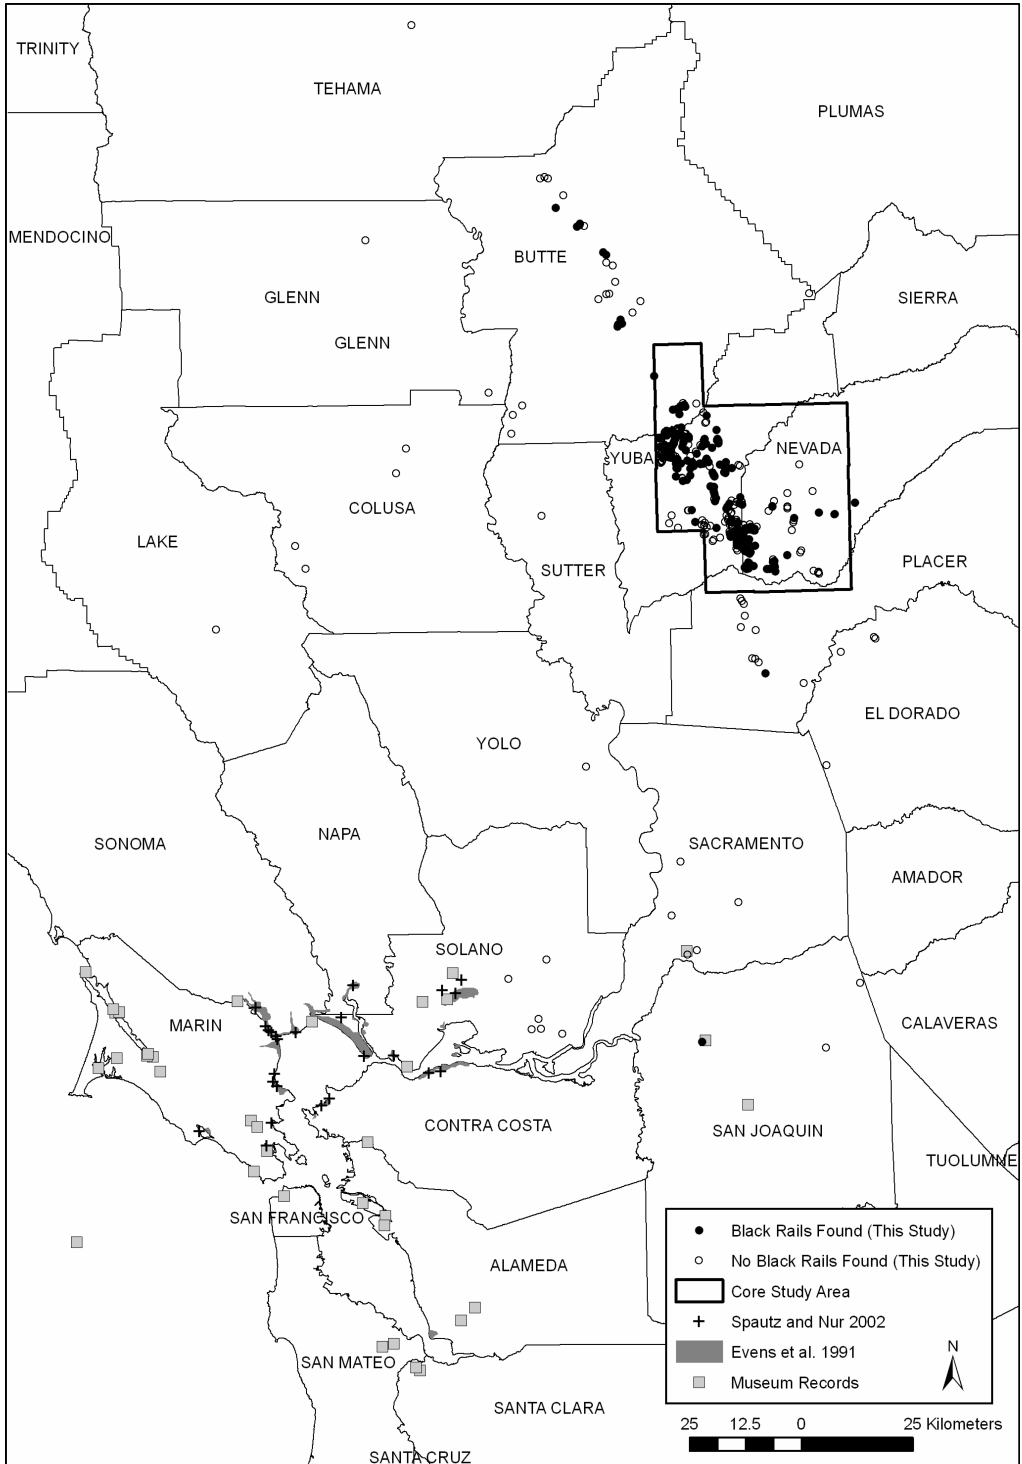 TRINITY
TEHAMA
PLUMAS
MENDOCINO
BUTTE
GLENN
SIERRA
GLENN
NEVADA
YUBA
COLUSA
LAKE
PLACER
SUTTER
EL DORADO
YOLO
NAPA
SONOMA
SACRAMENTO
AMADOR
SOLANO
MARIN
CALAVERAS
CONTRA COSTA
SAN JOAQUIN
TUOLUMNE
SAN FRANCISCO
ALAMEDA
SAN MATEO
SANTA CLARA
SANTA CRUZ
Black Rails Found (This Study)
No Black Rails Found (This Study)
Core Study Area
Spautz and Nur 2002
Evens et al. 1991
Museum Records
N
25 12.5 0 25 Kilometers